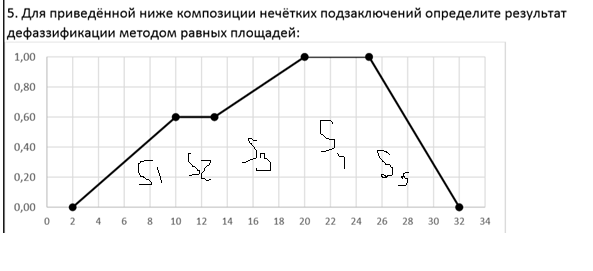 5. Для приведённой ниже композиции нечётких подзаключений определите результат
дефаззификации методом равных площадей:
1,00
0,80
0,60
0,40
0,20
0,00
S1 S2 S3 S4 S5
0 2 4 6 8 10 12 14 16 18 20 22 24 26 28 30 32 34